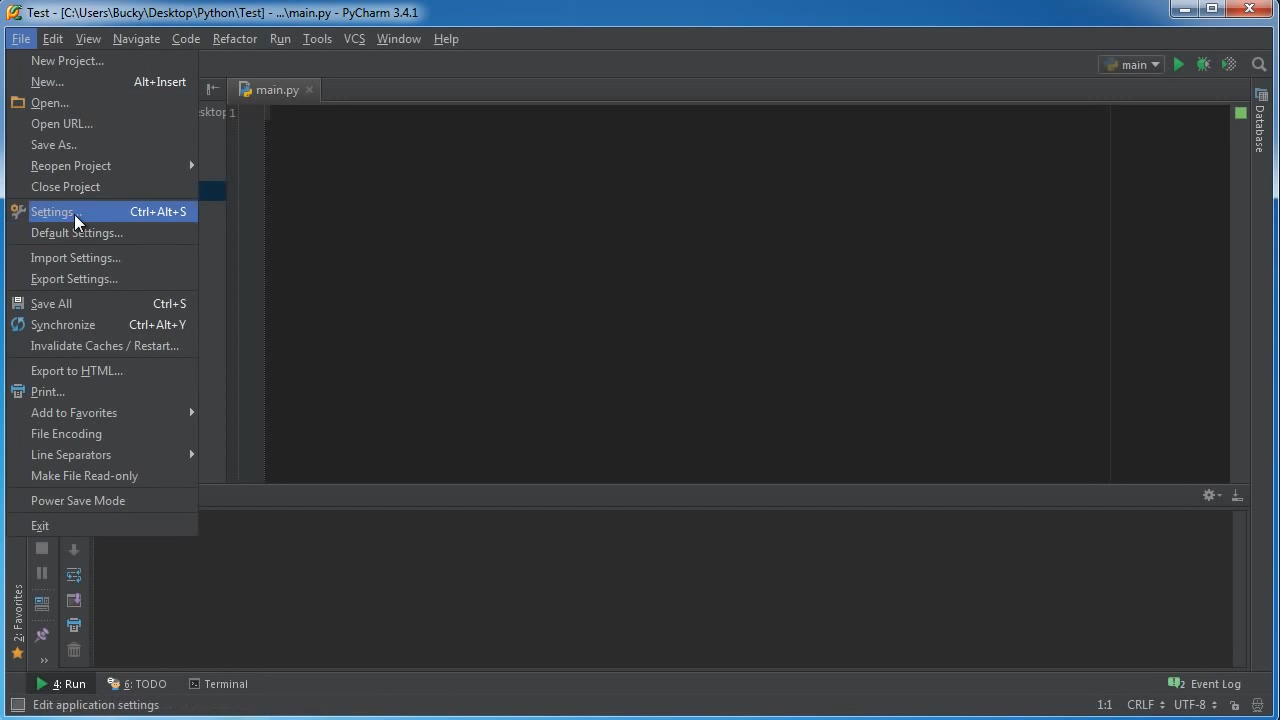 Test - [C:\Users\Bucky\Desktop\Python\Test] - ...\main.py - PyCharm 3.4.1
File Edit View Navigate Code Refactor Run Tools VCS Window Help
main
New Project...
New... Alt+Insert
Open...
Open URL...
Save As..
Reopen Project
Close Project
Settings... Ctrl+Alt+S
Default Settings...
Import Settings...
Export Settings...
Save All Ctrl+S
Synchronize Ctrl+Alt+Y
Invalidate Caches / Restart...
Export to HTML...
Print...
Add to Favorites
File Encoding
Line Separators
Make File Read-only
Power Save Mode
Exit
main.py
esktop
1
Database
2: Favorites
4: Run 6: TODO Terminal 2 Event Log
Edit application settings 1:1 CRLF UTF-8